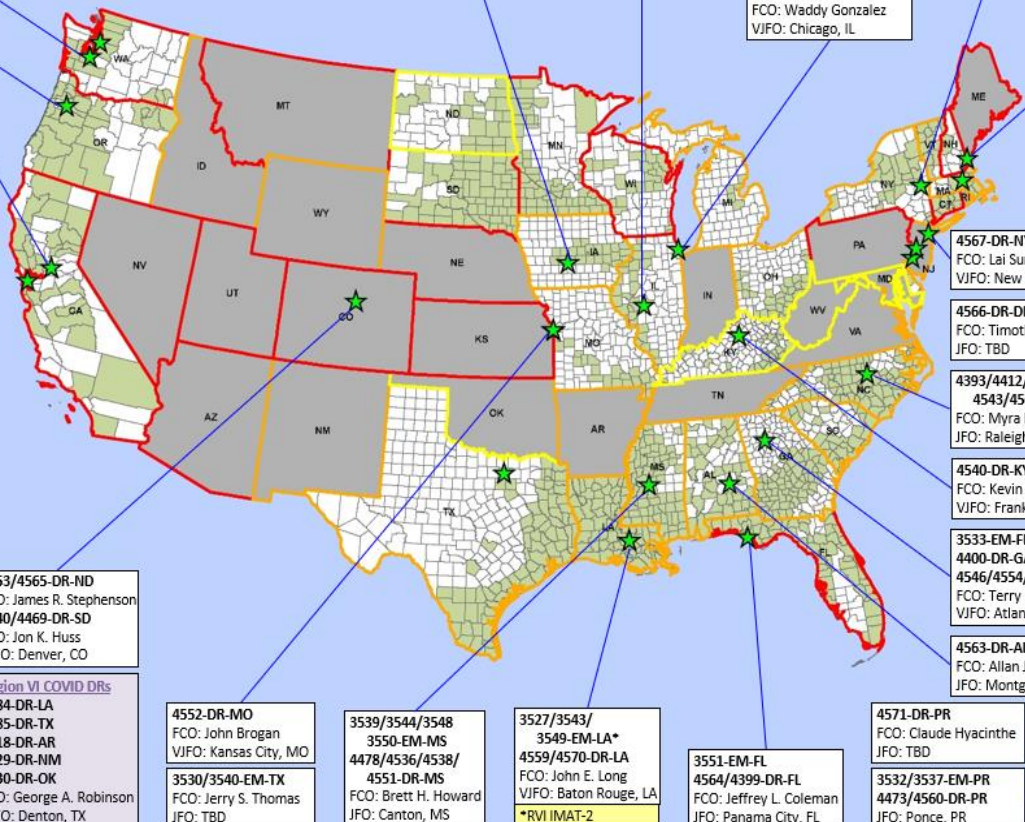 FCO: Waddy Gonzalez
VJFO: Chicago, IL
WA
MT
ND
MN
ME
OR
ID
SD
WI
MI
NY
VT
NH
MA
CT
RI
WY
IA
PA
NJ
NV
UT
NE
IL
IN
OH
MD
CA
CO
KS
MO
WV
VA
KY
AZ
NM
OK
AR
TN
NC
SC
TX
MS
AL
GA
LA
FL
4567-DR-NY
FCO: Lai Sun
VJFO: New
4566-DR-D
FCO: Timot
JFO: TBD
4393/4412/
4543/45
FCO: Myra
JFO: Raleigh
4540-DR-KY
FCO: Kevin
VJFO: Frank
3533-EM-FL
4400-DR-GA
4546/4554/
FCO: Terry
VJFO: Atlan
4563-DR-AL
FCO: Allan J
JFO: Montg
53/4565-DR-ND
O: James R. Stephenson
40/4469-DR-SD
O: Jon K. Huss
O: Denver, CO
gion VI COVID DRs
84-DR-LA
85-DR-TX
18-DR-AR
29-DR-NM
30-DR-OK
O: George A. Robinson
O: Denton, TX
4552-DR-MO
FCO: John Brogan
VJFO: Kansas City, MO
3530/3540-EM-TX
FCO: Jerry S. Thomas
JFO: TBD
3539/3544/3548
3550-EM-MS
4478/4536/4538/
4551-DR-MS
FCO: Brett H. Howard
JFO: Canton, MS
3527/3543/
3549-EM-LA*
4559/4570-DR-LA
FCO: John E. Long
VJFO: Baton Rouge, LA
*RVI IMAT-2
3551-EM-FL
4564/4399-DR-FL
FCO: Jeffrey L. Coleman
JFO: Panama City, FL
4571-DR-PR
FCO: Claude Hyacinthe
JFO: TBD
3532/3537-EM-PR
4473/4560-DR-PR
JFO: Ponce, PR